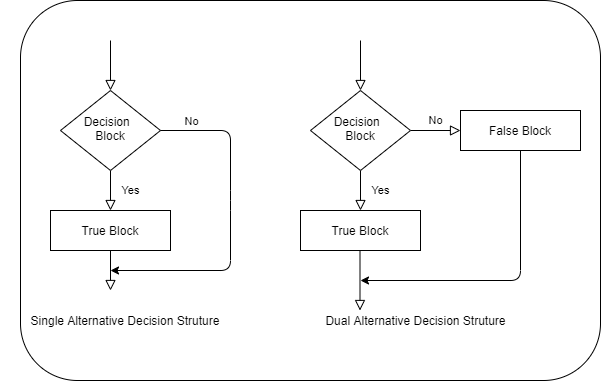 Decision
Block
No
Yes
True Block
Single Alternative Decision Struture
Decision
Block
No
False Block
Yes
True Block
Dual Alternative Decision Struture